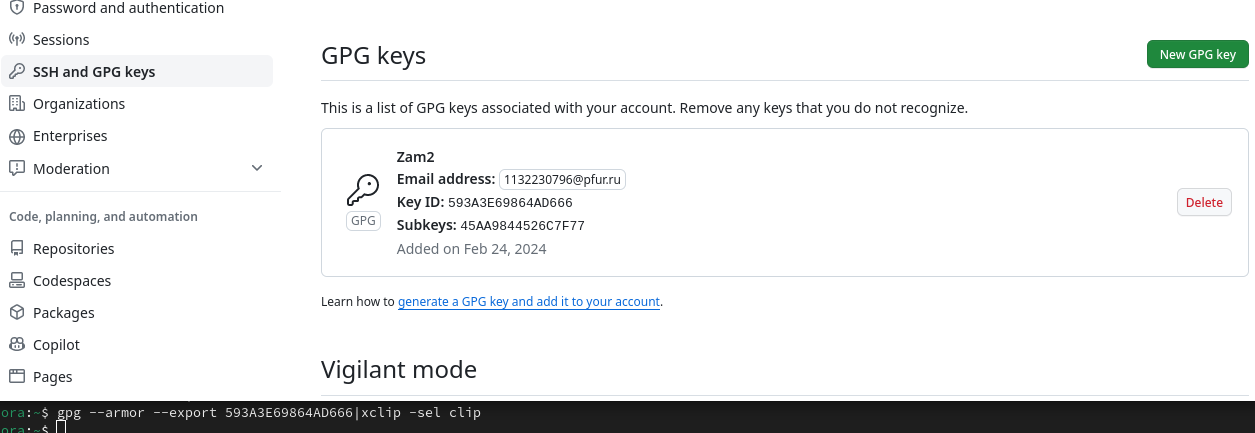 Password and authentication
Sessions
SSH and GPG keys
Organizations
Enterprises
Moderation
Code, planning, and automation
Repositories
Codespaces
Packages
Copilot
Pages
GPG keys
New GPG key
This is a list of GPG keys associated with your account. Remove any keys that you do not recognize.
GPG
Zam2
Email address: 1132230796@pfur.ru
Key ID: 593A3E69864AD666
Subkeys: 45AA9844526C7F77
Added on Feb 24, 2024
Delete
Learn how to generate a GPG key and add it to your account.
Vigilant mode
ora:~$ gpg --armor --export 593A3E69864AD666|xclip -sel clip
ora:~$